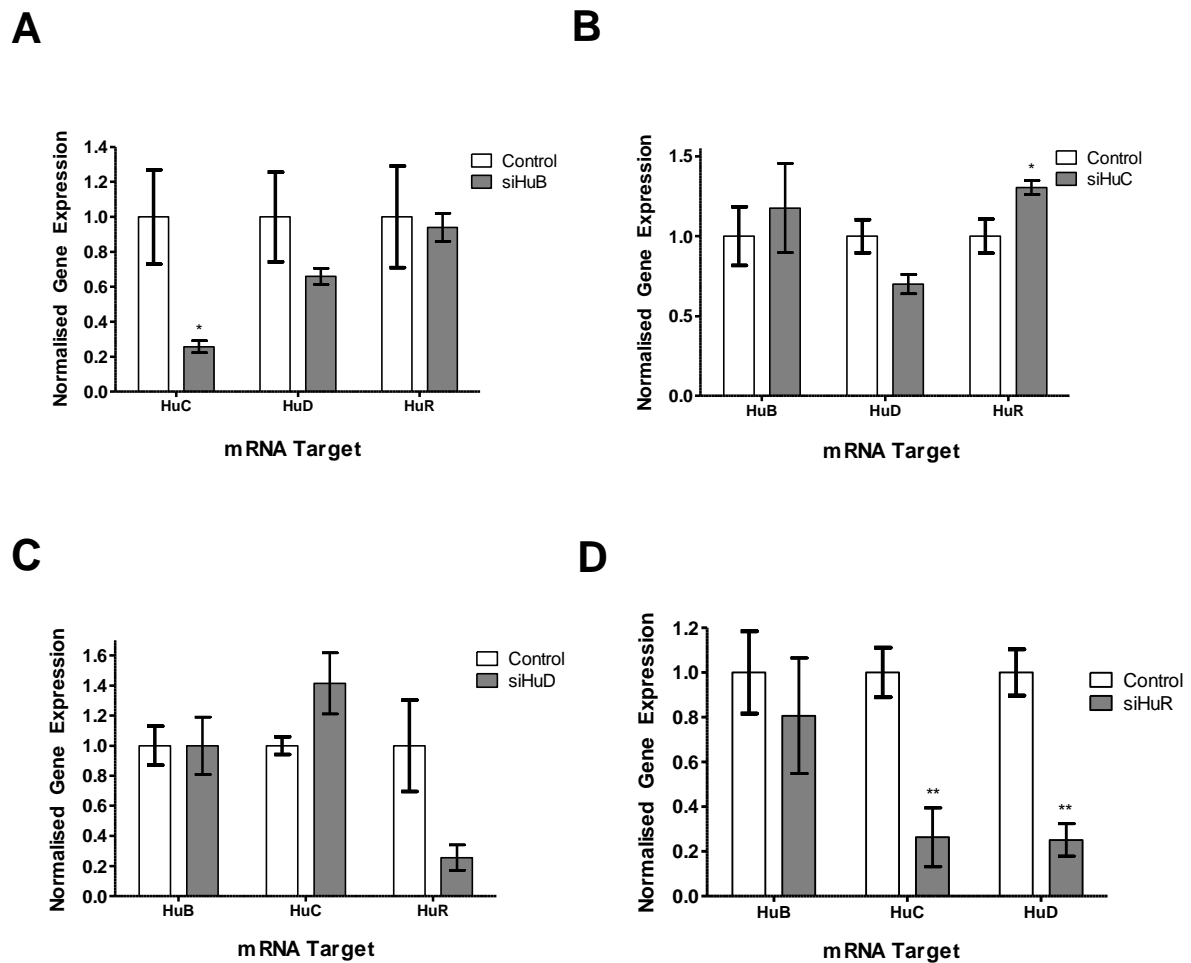 A
Normalised Gene Expression
1.4
1.2
1.0
0.8
0.6
0.4
0.2
0.0
*
HuC HuD HuR
mRNA Target
Control
siHuB
B
Normalised Gene Expression
1.5
1.0
0.5
0.0
*
HuB HuD HuR
mRNA Target
Control
siHuC
C
Normalised Gene Expression
1.6
1.4
1.2
1.0
0.8
0.6
0.4
0.2
0.0
HuB HuC HuR
mRNA Target
Control
siHuD
D
Normalised Gene Expression
1.2
1.0
0.8
0.6
0.4
0.2
0.0
**
**
HuB HuC HuD
mRNA Target
Control
siHuR